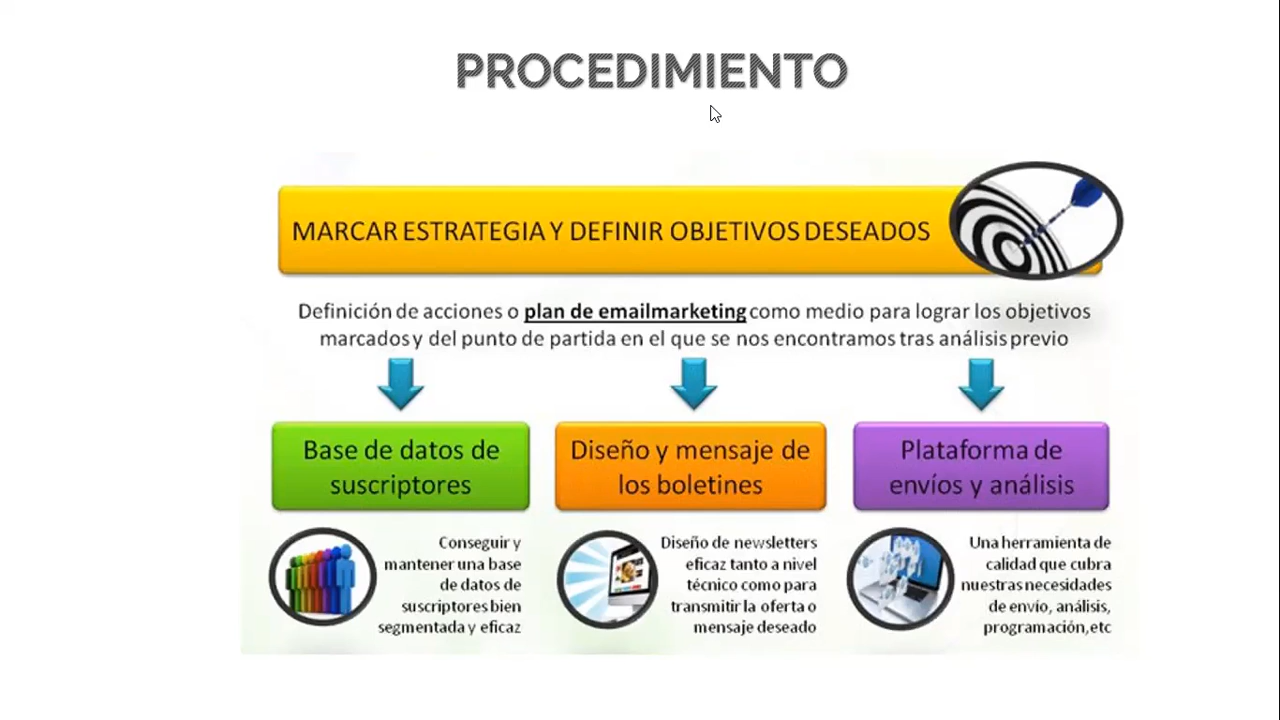 PROCEDIMIENTO
MARCAR ESTRATEGIA Y DEFINIR OBJETIVOS DESEADOS
Definición de acciones o plan de emailmarketing como medio para lograr los objetivos
marcados y del punto de partida en el que se nos encontramos tras análisis previo
Base de datos de
suscriptores
Conseguir y
mantener una base
de datos de
suscriptores bien
segmentada y eficaz
Diseño y mensaje de
los boletines
Diseño de newsletters
eficaz tanto a nivel
técnico como para
transmitir la oferta o
mensaje deseado
Plataforma de
envíos y análisis
Una herramienta de
calidad que cubra
nuestras necesidades
de envío, análisis,
programación,etc